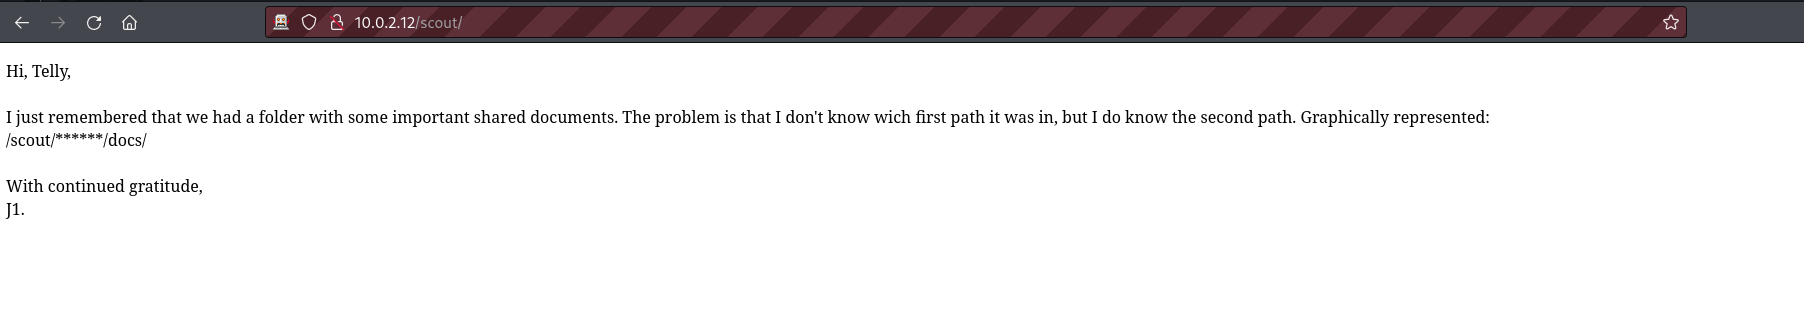 10.0.2.12/scout/
Hi, Telly,
I just remembered that we had a folder with some important shared documents. The problem is that I don't know wich first path it was in, but I do know the second path. Graphically represented:
/scout/******/docs/
With continued gratitude,
J1.